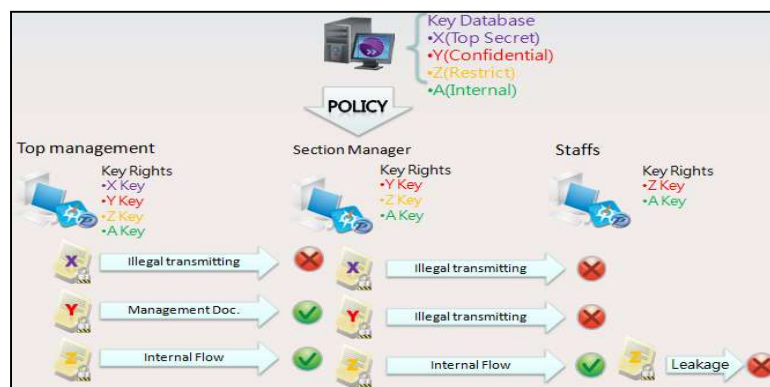 Key Database
•X(Top Secret)
•Y(Confidential)
•Z(Restrict)
•A(Internal)
POLICY
Top management
Key Rights
•X Key
•Y Key
•Z Key
•A Key
Section Manager
Key Rights
•Y Key
•Z Key
•A Key
Staffs
Key Rights
•Z Key
•A Key
X
Illegal transmitting
X
Illegal transmitting
Y
Management Doc.
Y
Illegal transmitting
Z
Internal Flow
Z
Internal Flow
Z
Leakage